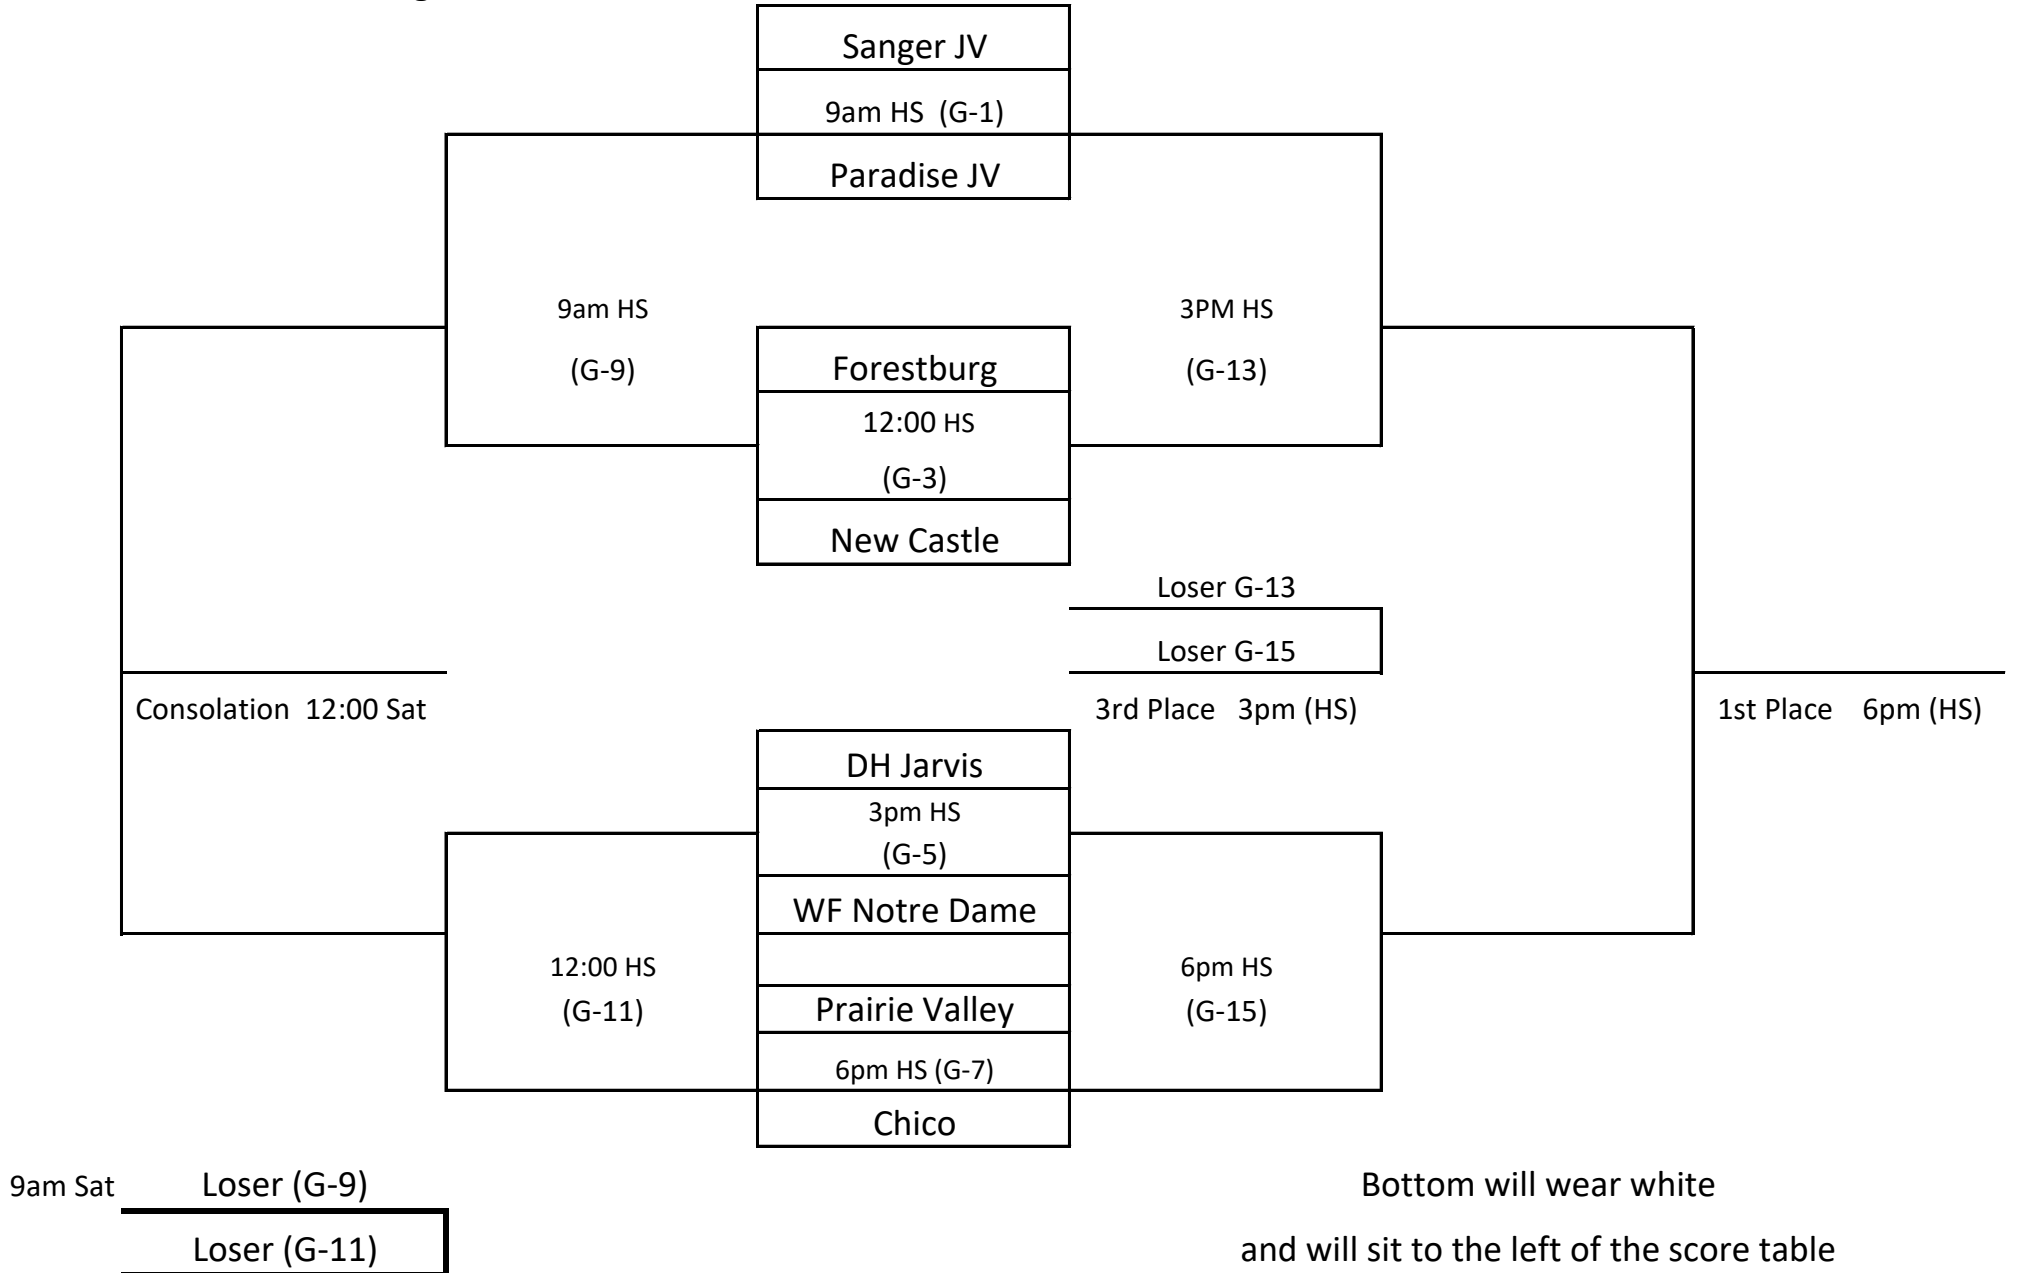 Sanger JV
9am HS (G-1)
Paradise JV
9am HS
3PM HS
(G-9)
Forestburg
(G-13)
12:00 HS
(G-3)
New Castle
Loser G-13
Loser G-15
Consolation 12:00 Sat
3rd Place 3pm (HS)
1st Place 6pm (HS)
DH Jarvis
3pm HS
(G-5)
WF Notre Dame
12:00 HS
6pm HS
(G-11)
Prairie Valley
(G-15)
6pm HS (G-7)
Chico
9am Sat Loser (G-9)
Bottom will wear white
Loser (G-11)
and will sit to the left of the score table